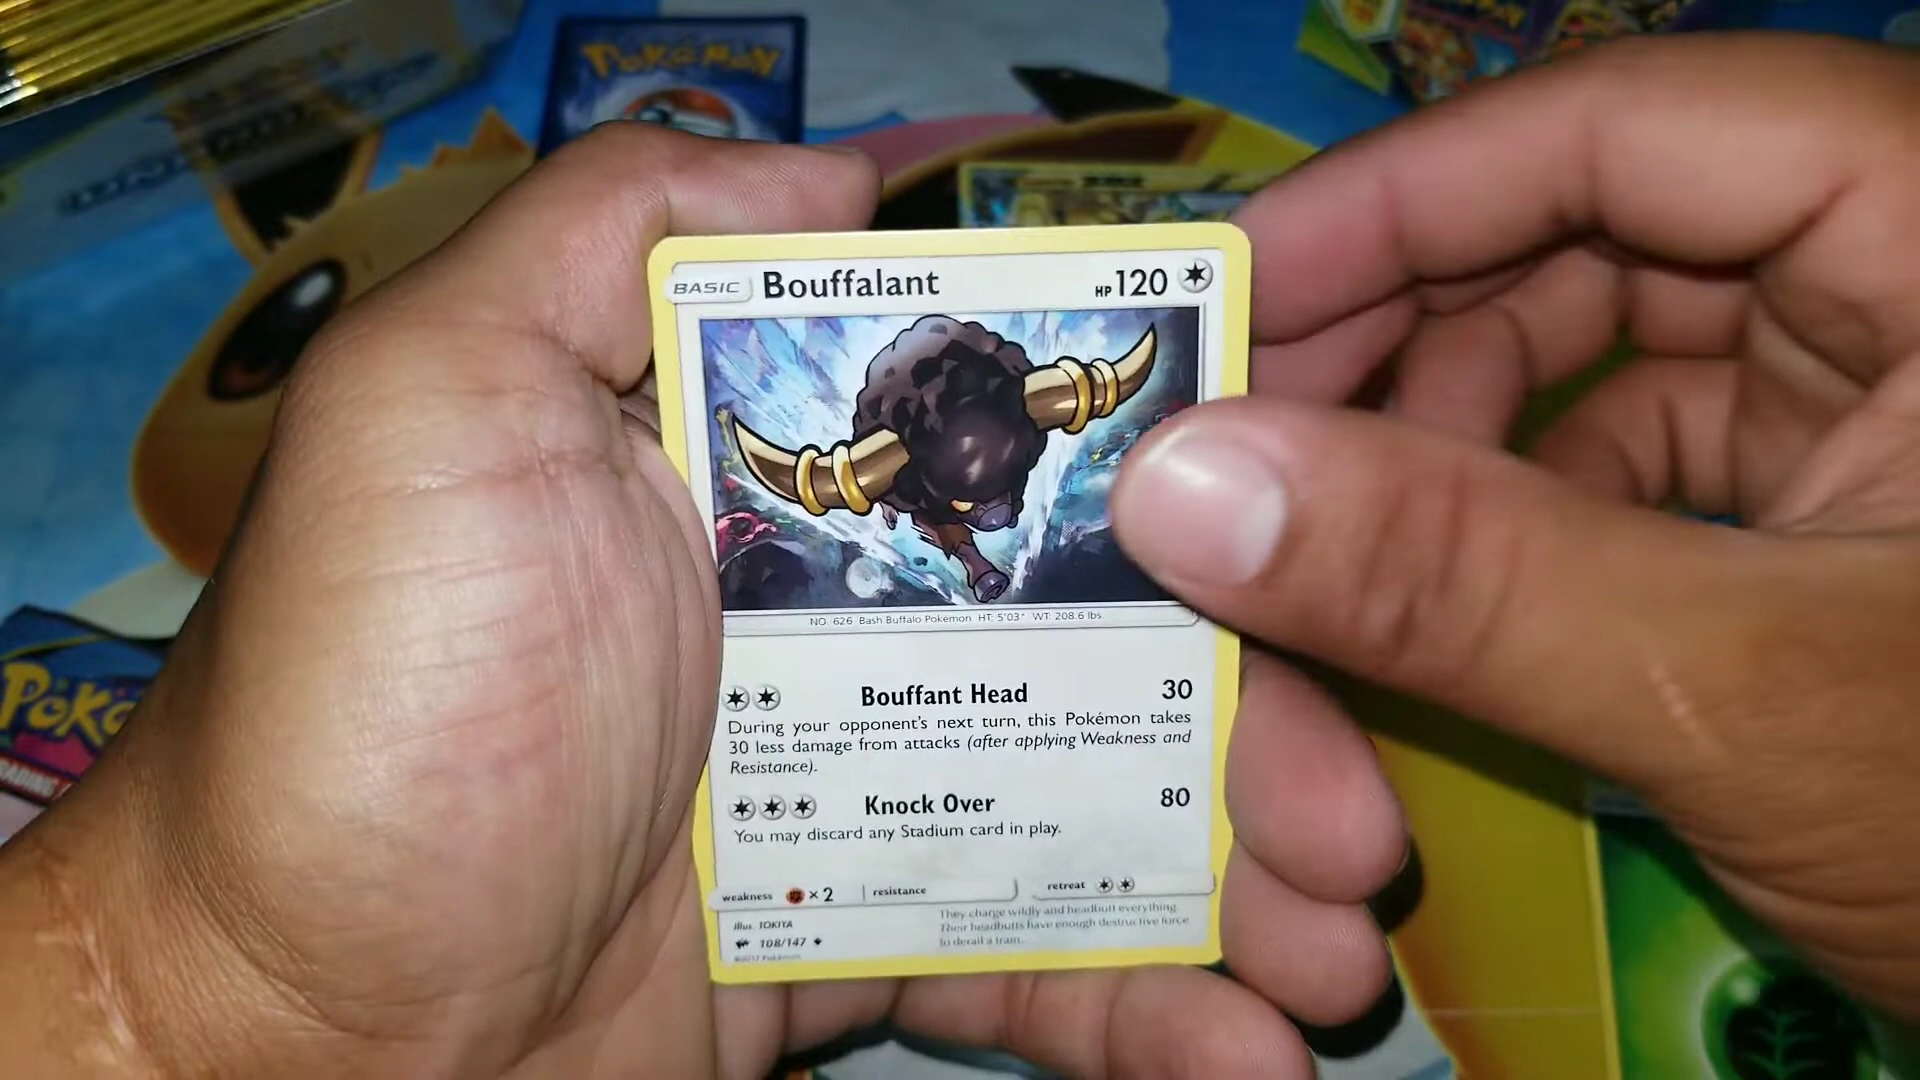 POKéMON
BASIC Bouffalant HP 120
NO. 626 Bash Buffalo Pokémon HT: 5'03" WT: 208.6 lbs.
Bouffant Head 30
During your opponent's next turn, this Pokémon takes
30 less damage from attacks (after applying Weakness and
Resistance).
Knock Over 80
You may discard any Stadium card in play.
weakness × 2 resistance retreat
They charge wildly and headbutt everything.
Their headbutts have enough destructive force
to derail a train.
Illus. TOKIYA
108/147
©2017 Pokémon